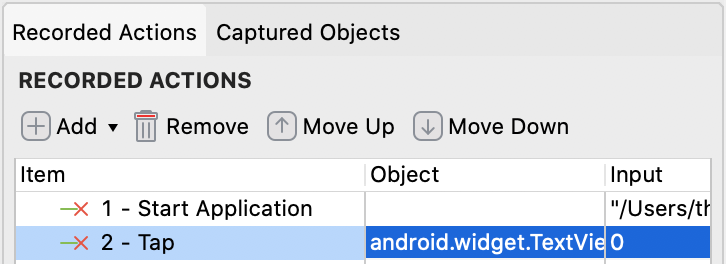 Recorded Actions Captured Objects
RECORDED ACTIONS
Add Remove Move Up Move Down
Item Object Input
1 - Start Application "/Users/th
2 - Tap android.widget.TextVie 0